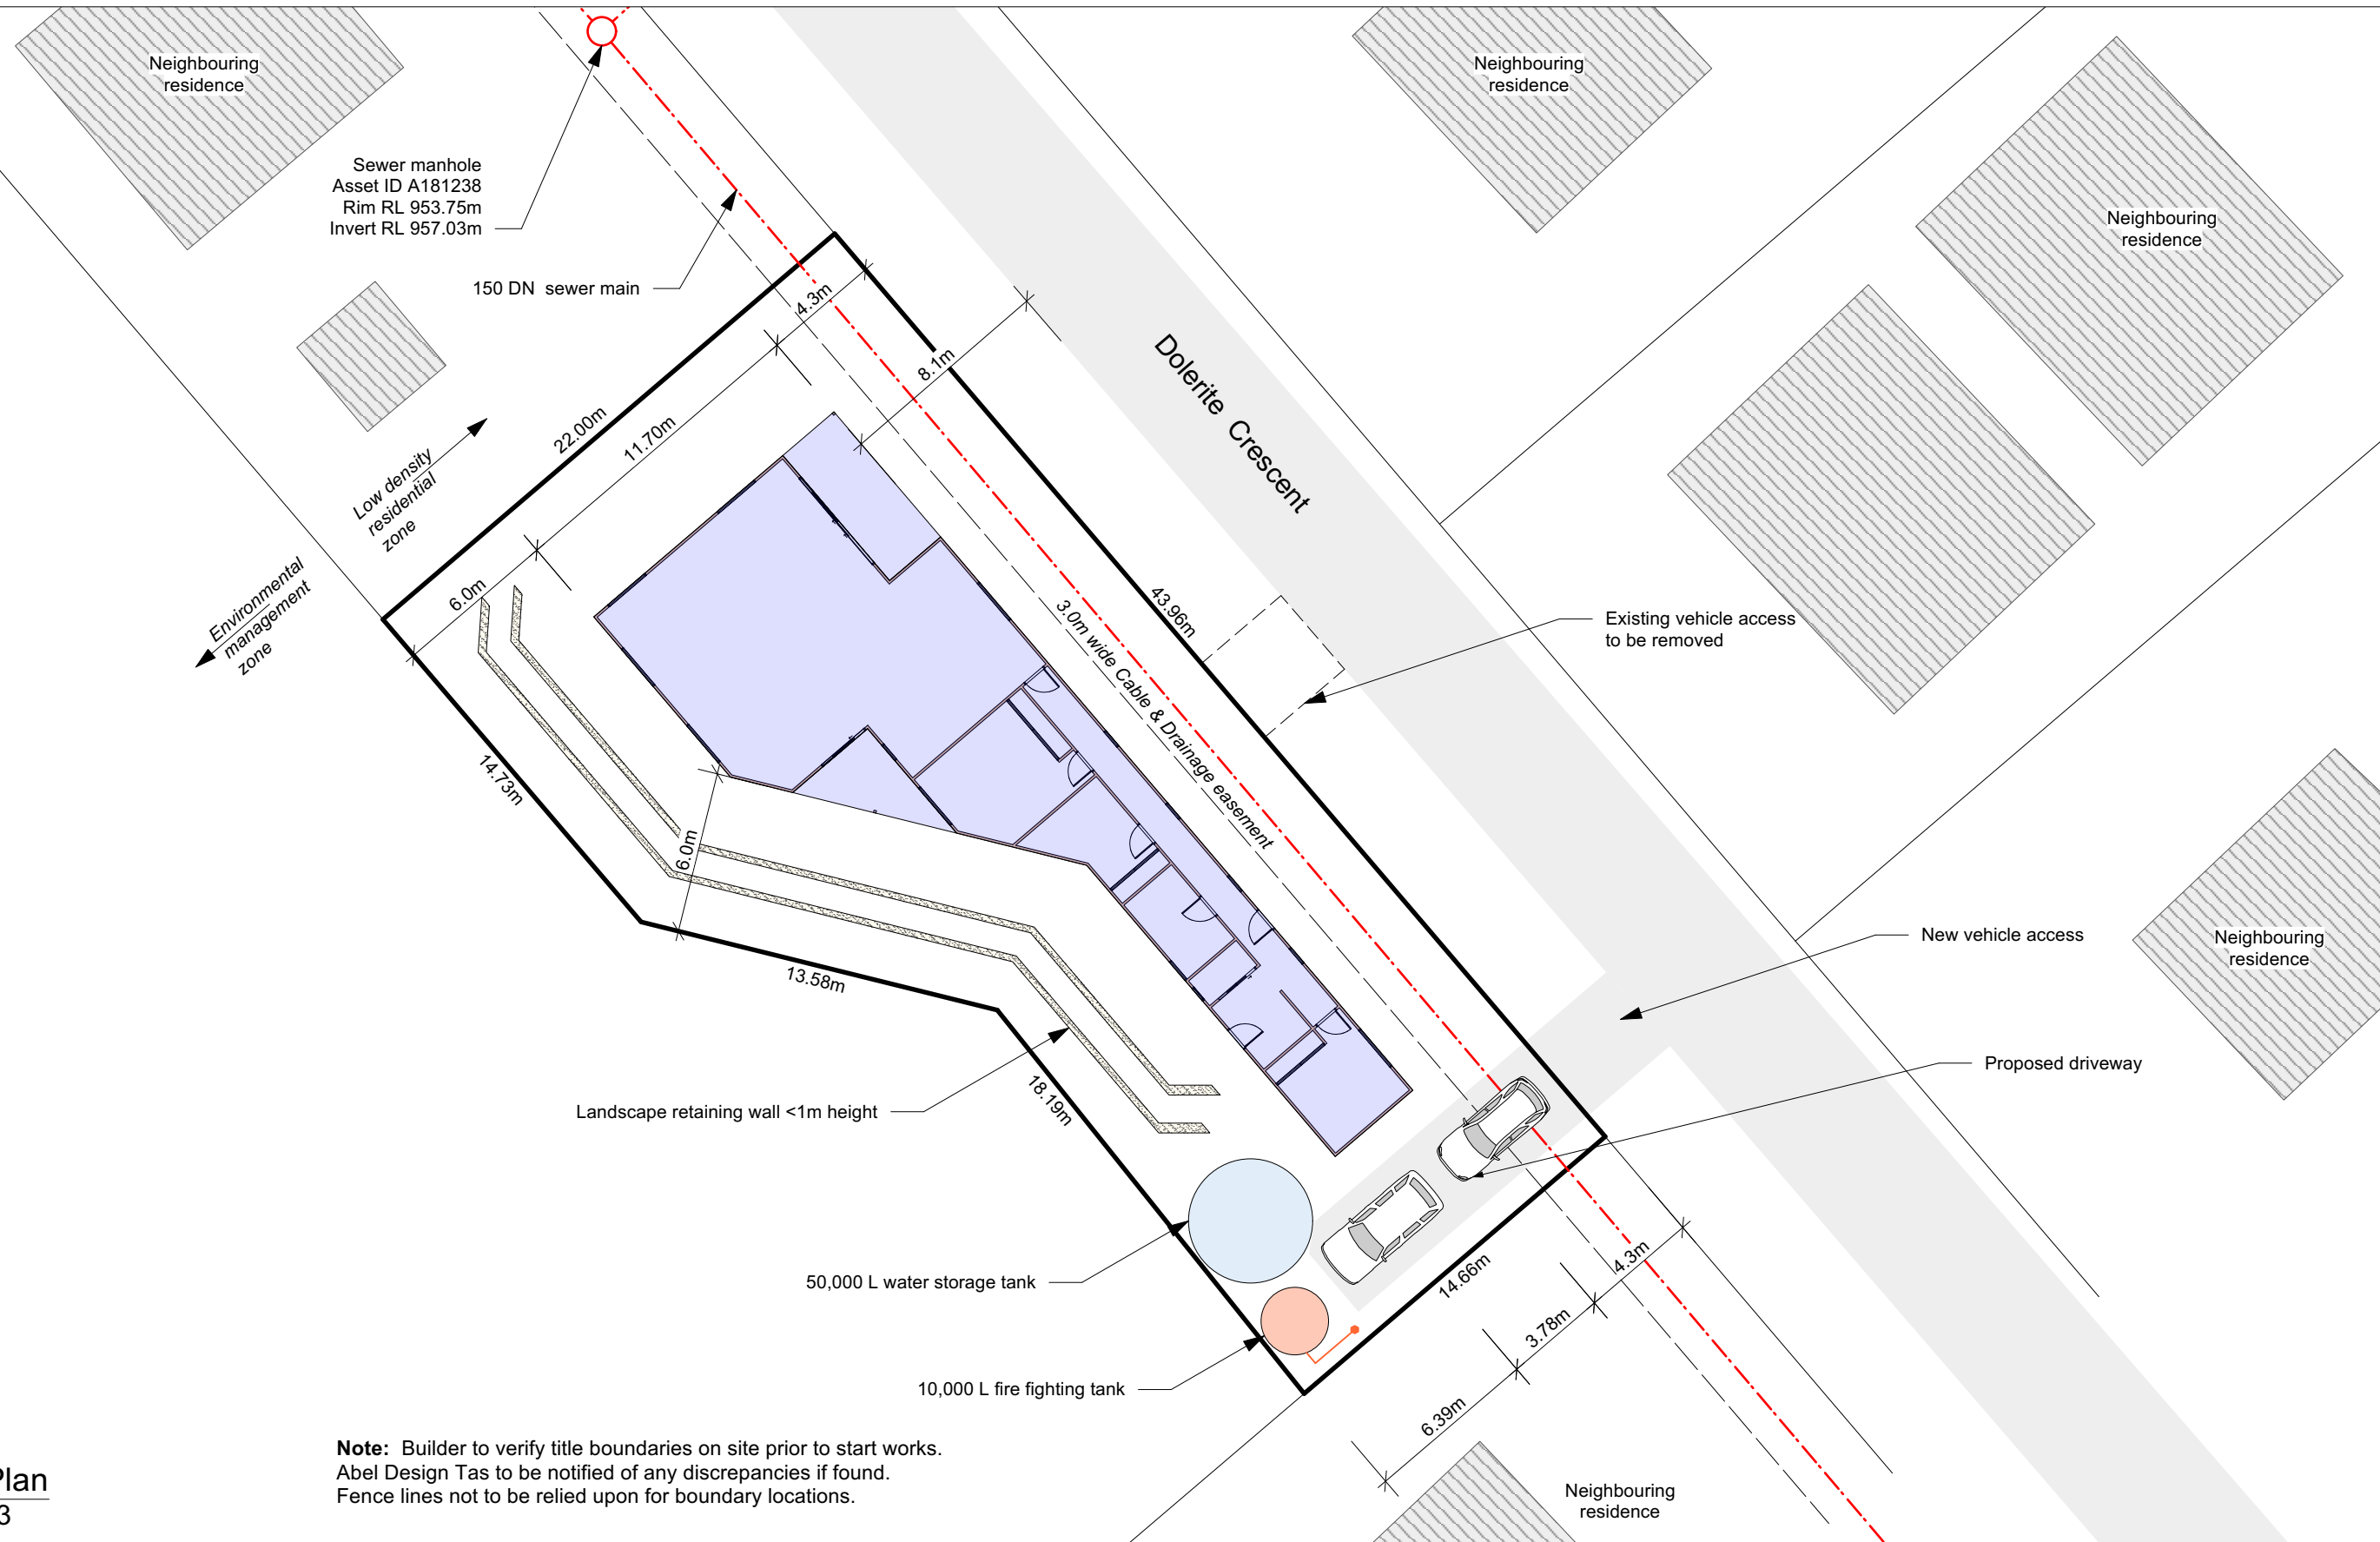 Neighbouring
residence
Neighbouring
residence
Sewer manhole
Asset ID A181238
Rim RL 953.75m
Invert RL 957.03m
Neighbouring
residence
150 DN  sewer main
4.3m
8.1m
Dolerite Crescent
22.00m
11.70m
Low density
residential
zone
6.0m
Environmental
management
zone
43.96m
3.0m wide Cable & Drainage easement
Existing vehicle access
to be removed
14.73m
6.0m
13.58m
New vehicle access
Neighbouring
residence
Proposed driveway
Landscape retaining wall <1m height
18.19m
50,000 L water storage tank
14.66m
4.3m
3.78m
10,000 L fire fighting tank
6.39m
Note:  Builder to verify title boundaries on site prior to start works.
Abel Design Tas to be notified of any discrepancies if found.
Fence lines not to be relied upon for boundary locations.
Neighbouring
residence
Plan
3